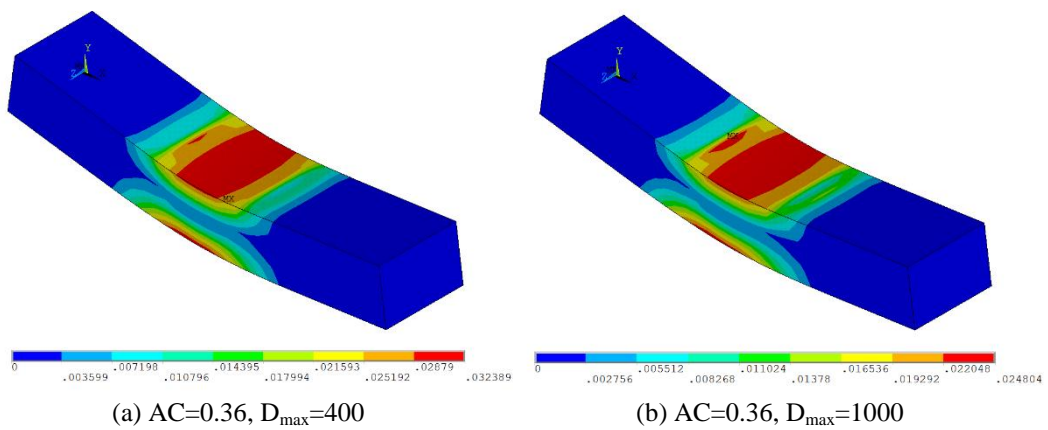 Y Y
Z Z
MX MX
0 .007198 .014395 .021593 .02879 0 .005512 .011024 .016536 .022048
.003599 .010796 .017994 .025192 .032389 .002756 .008268 .01378 .019292 .024804
(a) AC=0.36, Dmax=400 (b) AC=0.36, Dmax=1000